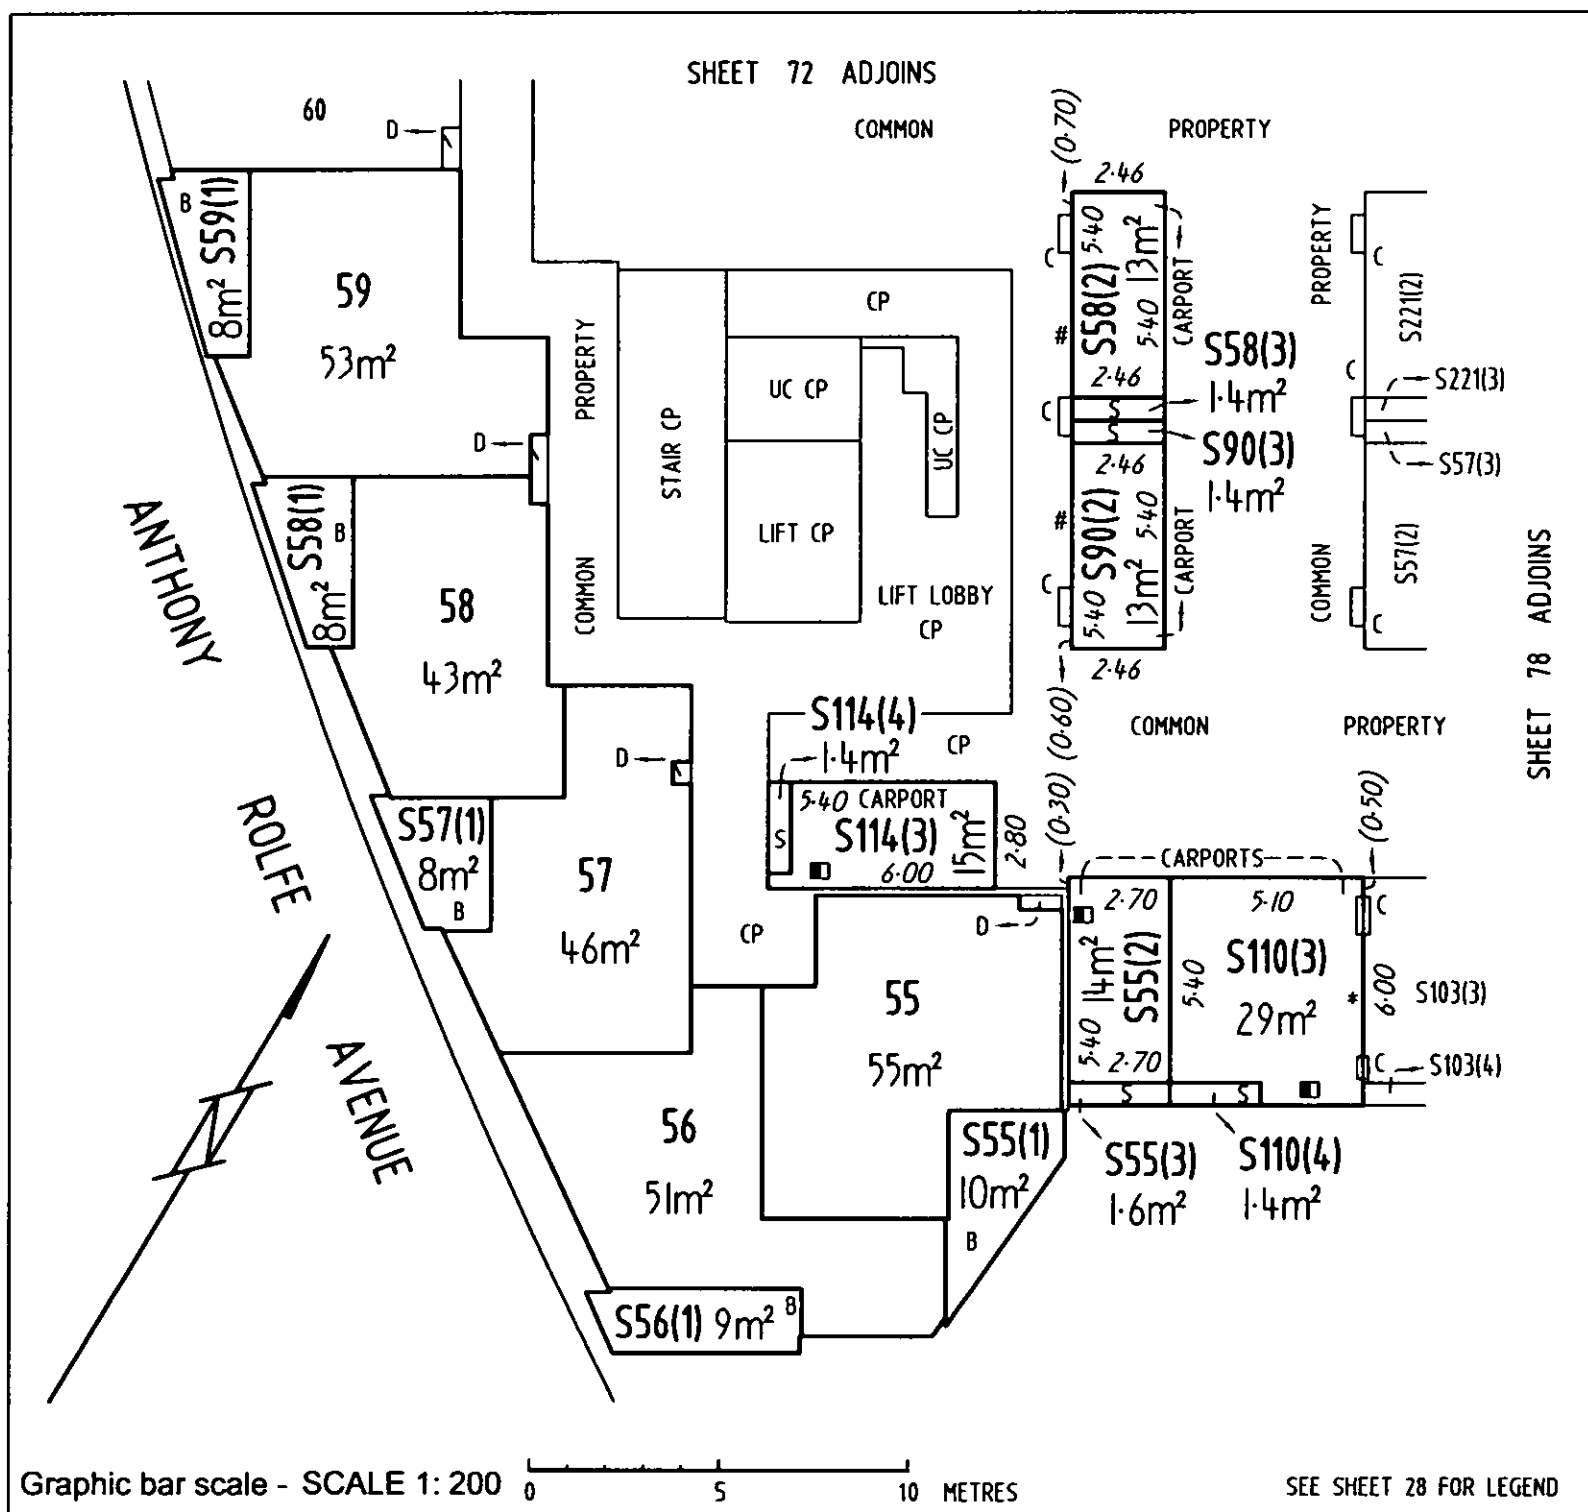 SHEET 72 ADJOINS
COMMON PROPERTY
60
D
(0.70)
2.46
B
S59(1)
8m²
59
53m²
D
COMMON PROPERTY
STAIR CP
CP
UC CP
UC CP
LIFT CP
LIFT LOBBY
CP
C
#
5.40
S58(2)
13m²
5.40
CARPORT
2.46
S58(3)
1.4m²
C
S
S
S90(3)
1.4m²
2.46
#
S90(2)
5.40
13m²
5.40
CARPORT
C
2.46
PROPERTY
COMMON
C
C
C
S221(2)
S221(3)
S57(3)
S57(2)
SHEET 78 ADJOINS
S58(1)
8m²
B
58
43m²
(0.30) (0.60)
COMMON PROPERTY
(0.50)
S114(4)
1.4m²
CP
D
5.40 CARPORT
S
S114(3)
6.00
15m²
2.80
S57(1)
8m²
B
57
46m²
CP
CARPORTS
D
2.70
14m²
S55(2)
5.40
2.70
5.10
5.40
S110(3)
29m²
*
C
6.00
S103(3)
C
S103(4)
55
55m²
S
S
S55(3)
1.6m²
S110(4)
1.4m²
S55(1)
10m²
B
56
51m²
S56(1) 9m²
B
ANTHONY
ROLFE
AVENUE
Graphic bar scale - SCALE 1: 200
0 5 10 METRES
SEE SHEET 28 FOR LEGEND